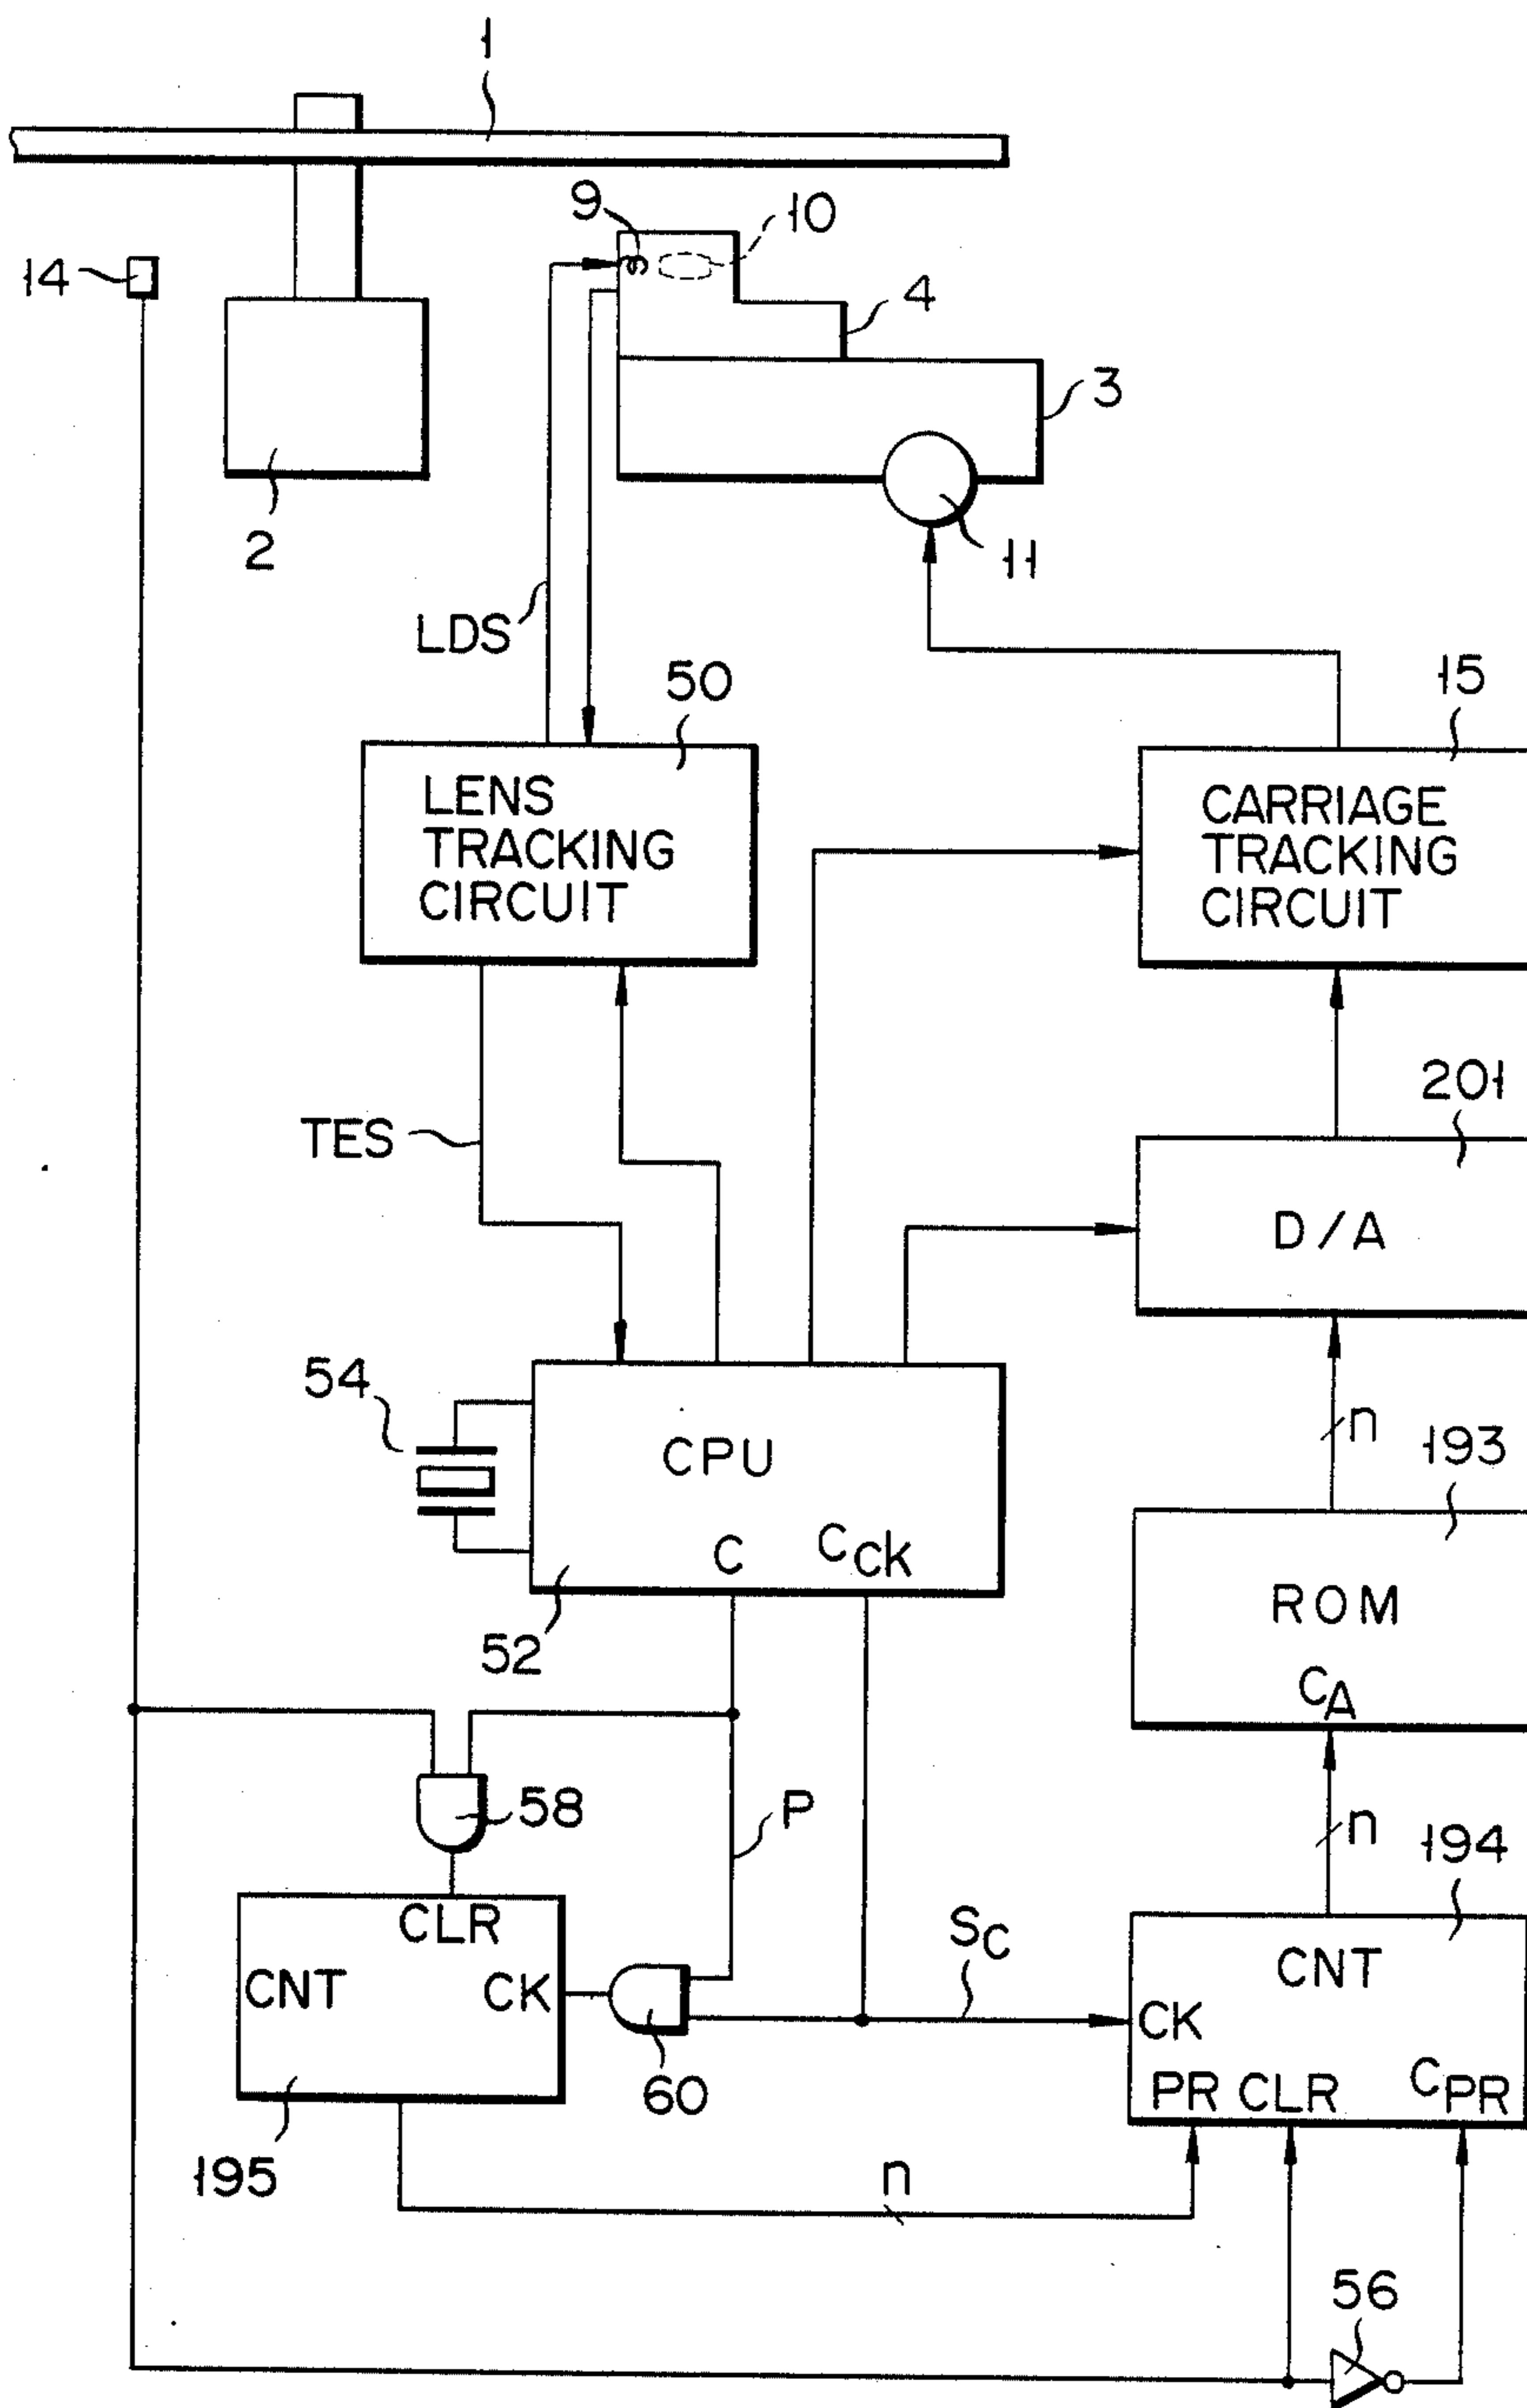 1
9
10
14
4
3
2
11
LDS
50
15
LENS
TRACKING
CIRCUIT
CARRIAGE
TRACKING
CIRCUIT
201
TES
D/A
54
n
193
CPU
C
CCK
ROM
52
CA
58
P
n
194
CLR
SC
CNT
CNT
CK
CK
60
PR
CLR
CPR
195
n
56